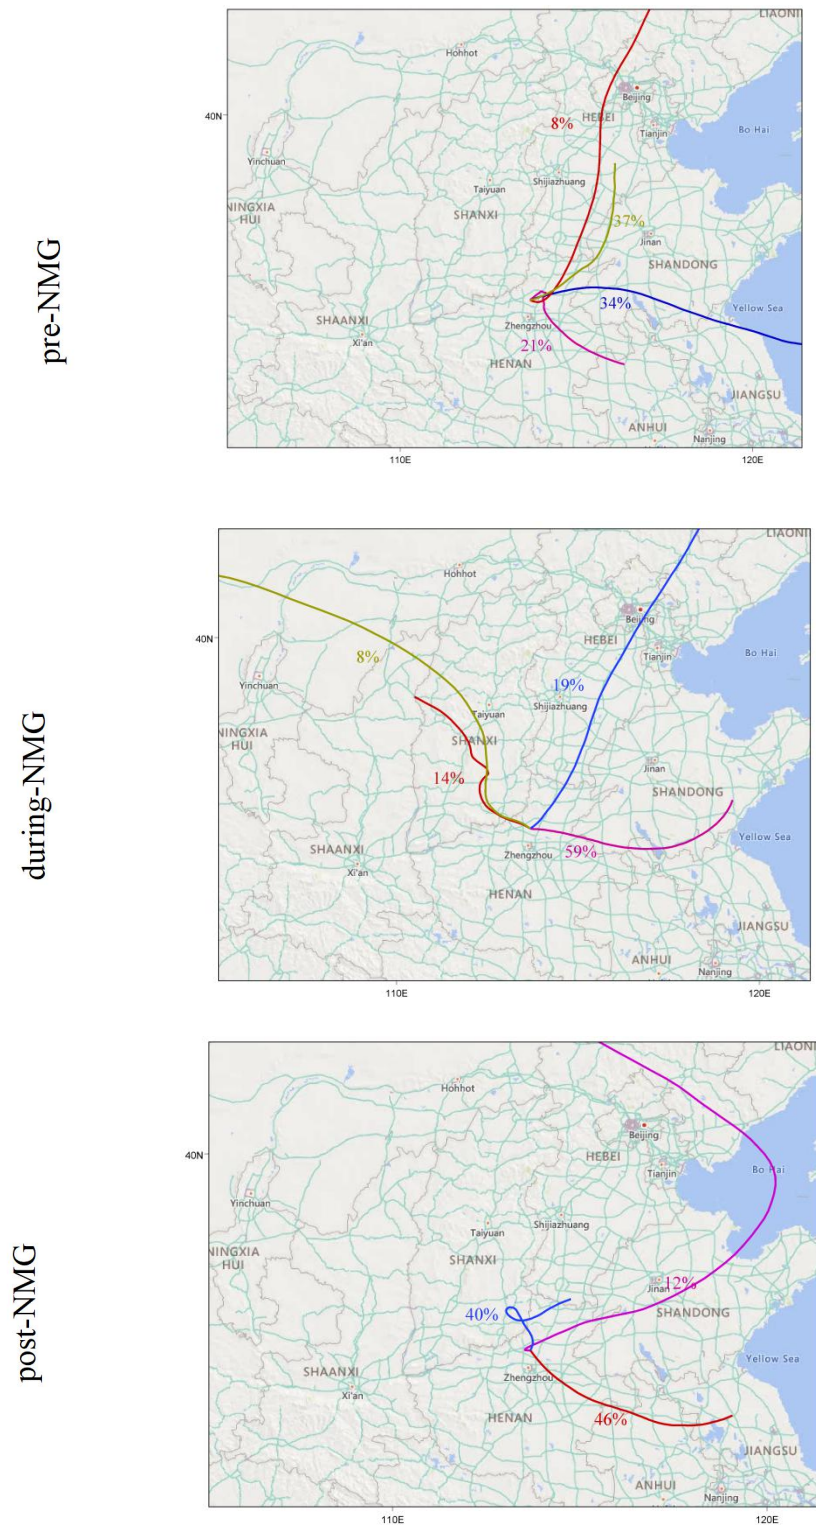 pre-NMG
LIAONI
Hohhot
Beijing
40N
HEBEI
8%
Tianjin
Bo Hai
Yinchuan
Shijiazhuang
Taiyuan
NINGXIA
HUI
SHANXI
37%
Jinan
SHANDONG
34%
Yellow Sea
SHAANXI
Zhengzhou
Xi'an
21%
HENAN
JIANGSU
ANHUI
Nanjing
110E
120E
during-NMG
LIAONI
Hohhot
Beijing
40N
HEBEI
8%
Tianjin
Bo Hai
Yinchuan
19%
Shijiazhuang
Taiyuan
NINGXIA
HUI
SHANXI
14%
Jinan
SHANDONG
Yellow Sea
SHAANXI
Zhengzhou
59%
Xi'an
HENAN
JIANGSU
ANHUI
Nanjing
110E
120E
post-NMG
LIAONI
Hohhot
Beijing
40N
HEBEI
Tianjin
Bo Hai
Yinchuan
Shijiazhuang
Taiyuan
NINGXIA
HUI
SHANXI
12%
Jinan
40%
SHANDONG
Yellow Sea
SHAANXI
Zhengzhou
Xi'an
HENAN
46%
JIANGSU
ANHUI
Nanjing
110E
120E